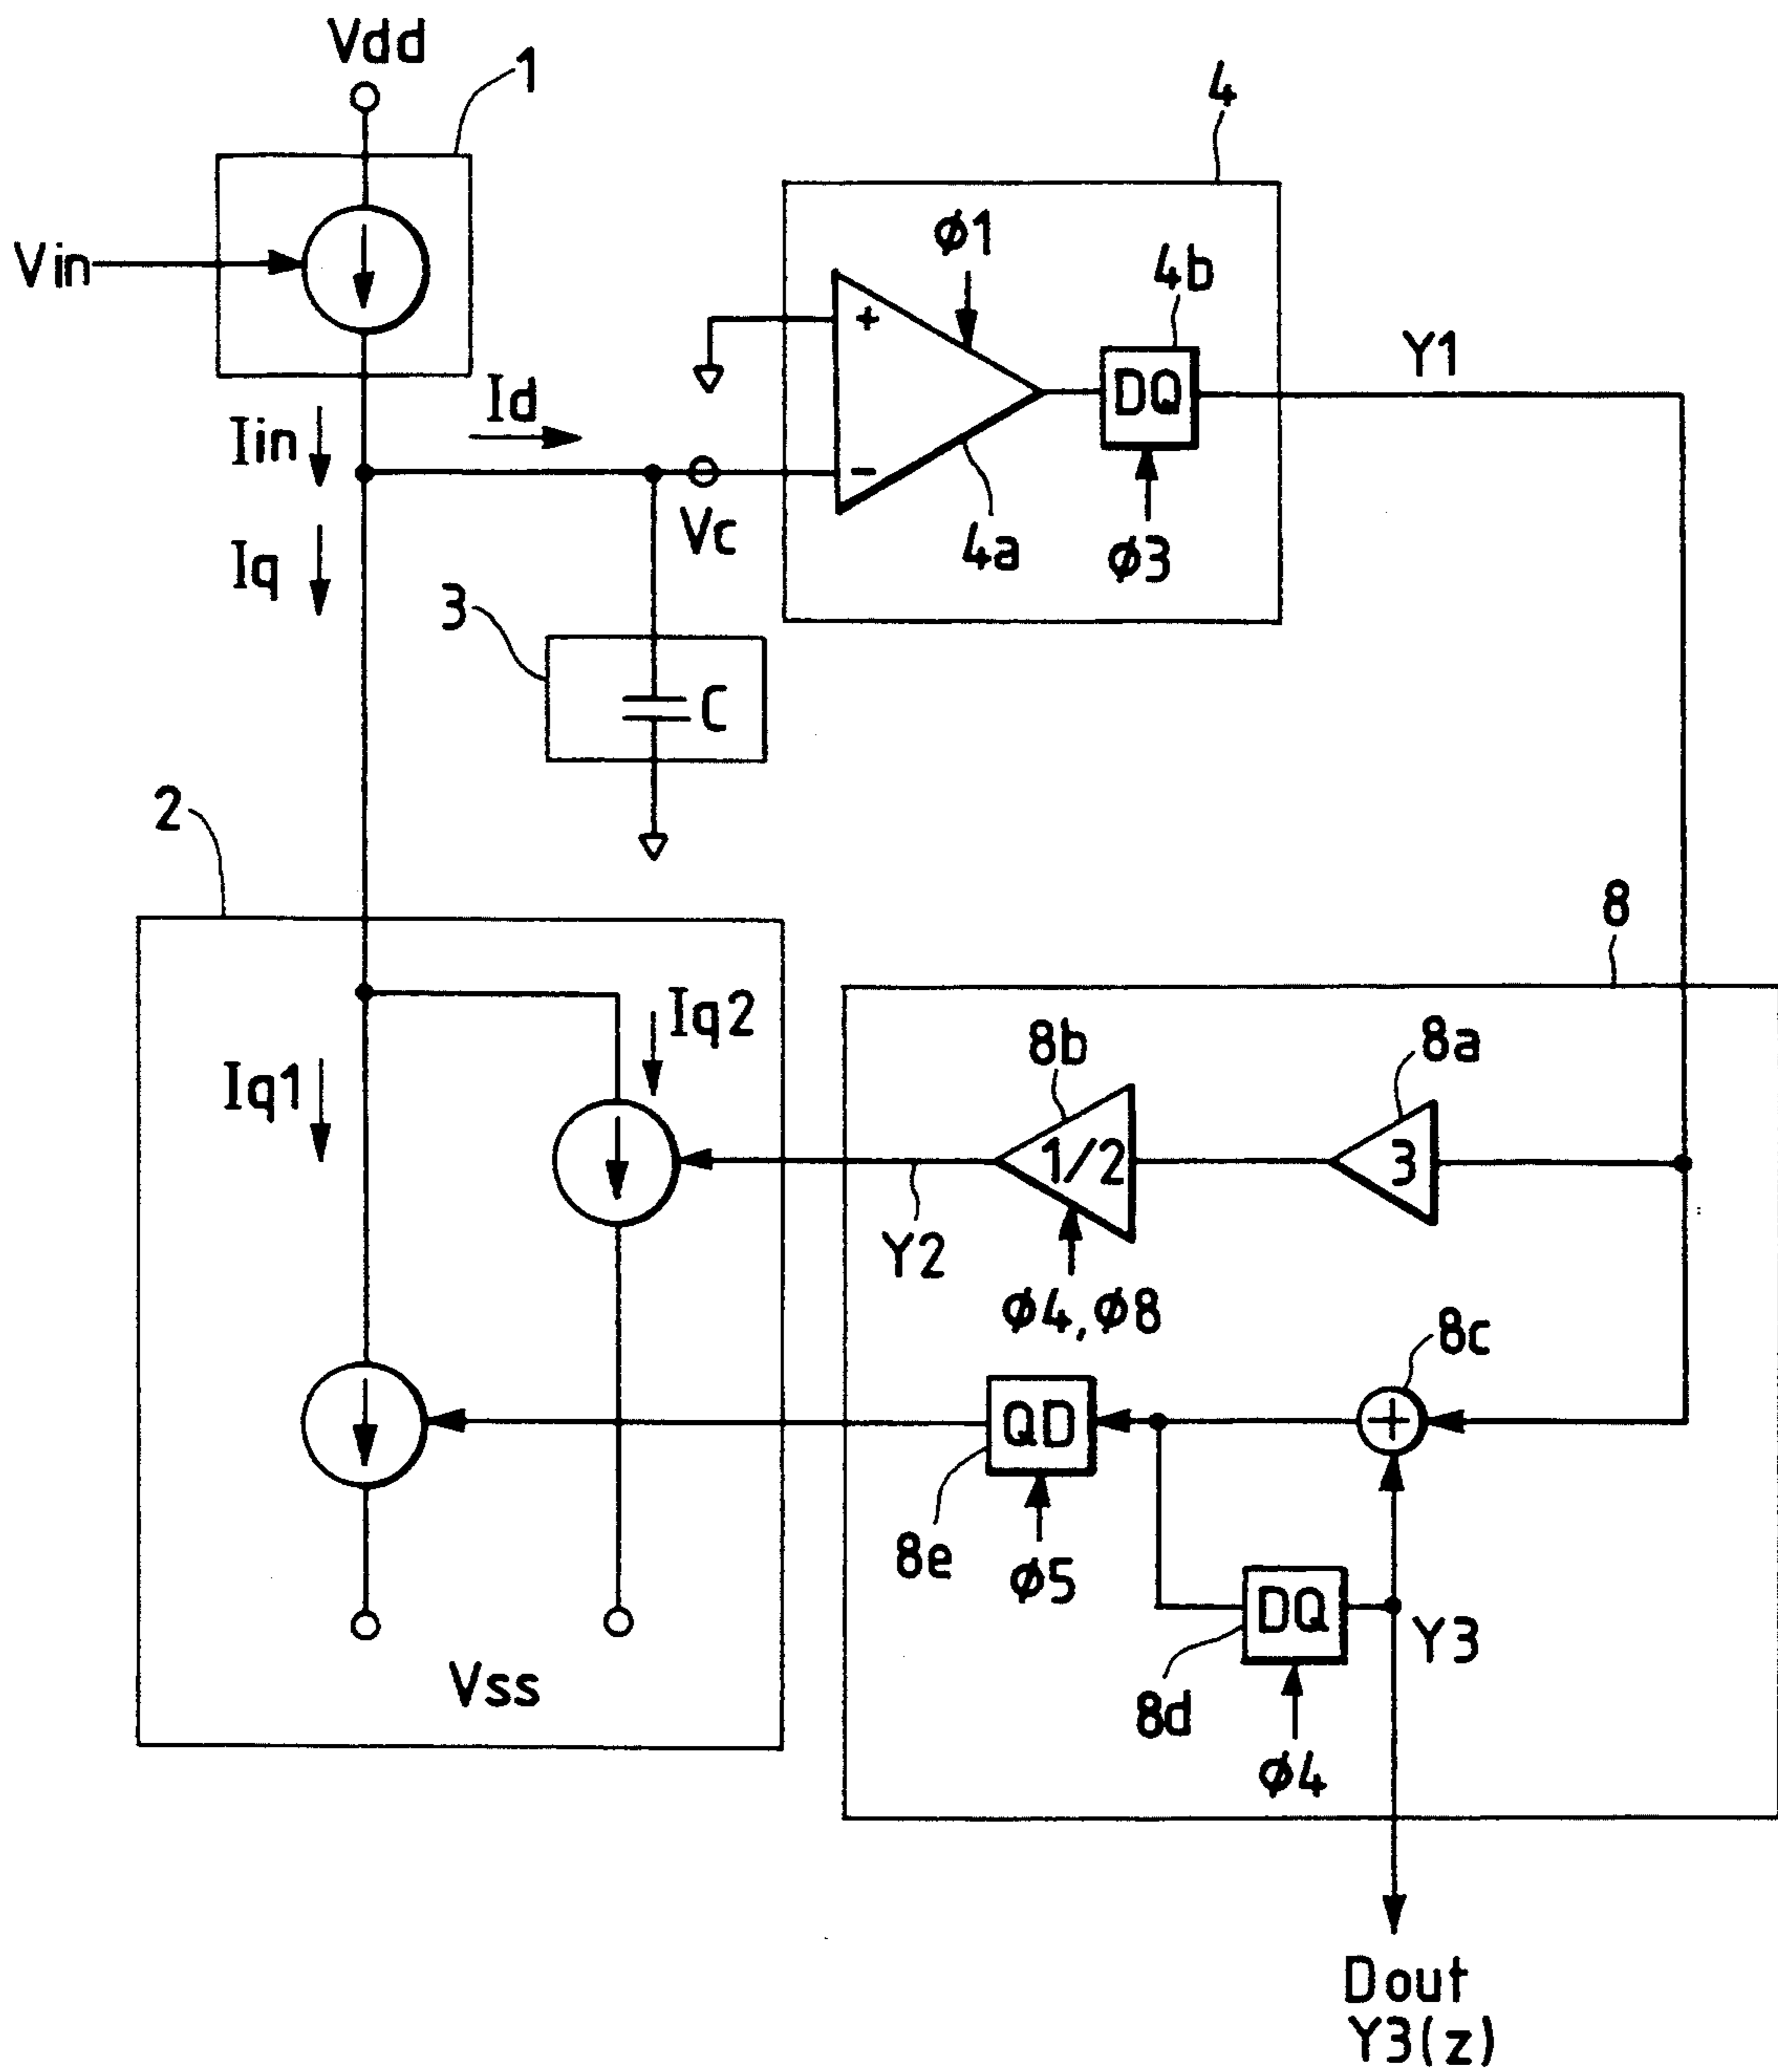 Vdd
1
Vin
4
ϕ1
4b
+
DQ
Y1
Iin
Id
-
Vc
4a
ϕ3
Iq
3
C
2
8
Iq2
8b
8a
Iq1
1/2
3
Y2
ϕ4,ϕ8
8c
QD
+
8e
ϕ5
DQ
Y3
Vss
8d
ϕ4
Dout
Y3(z)